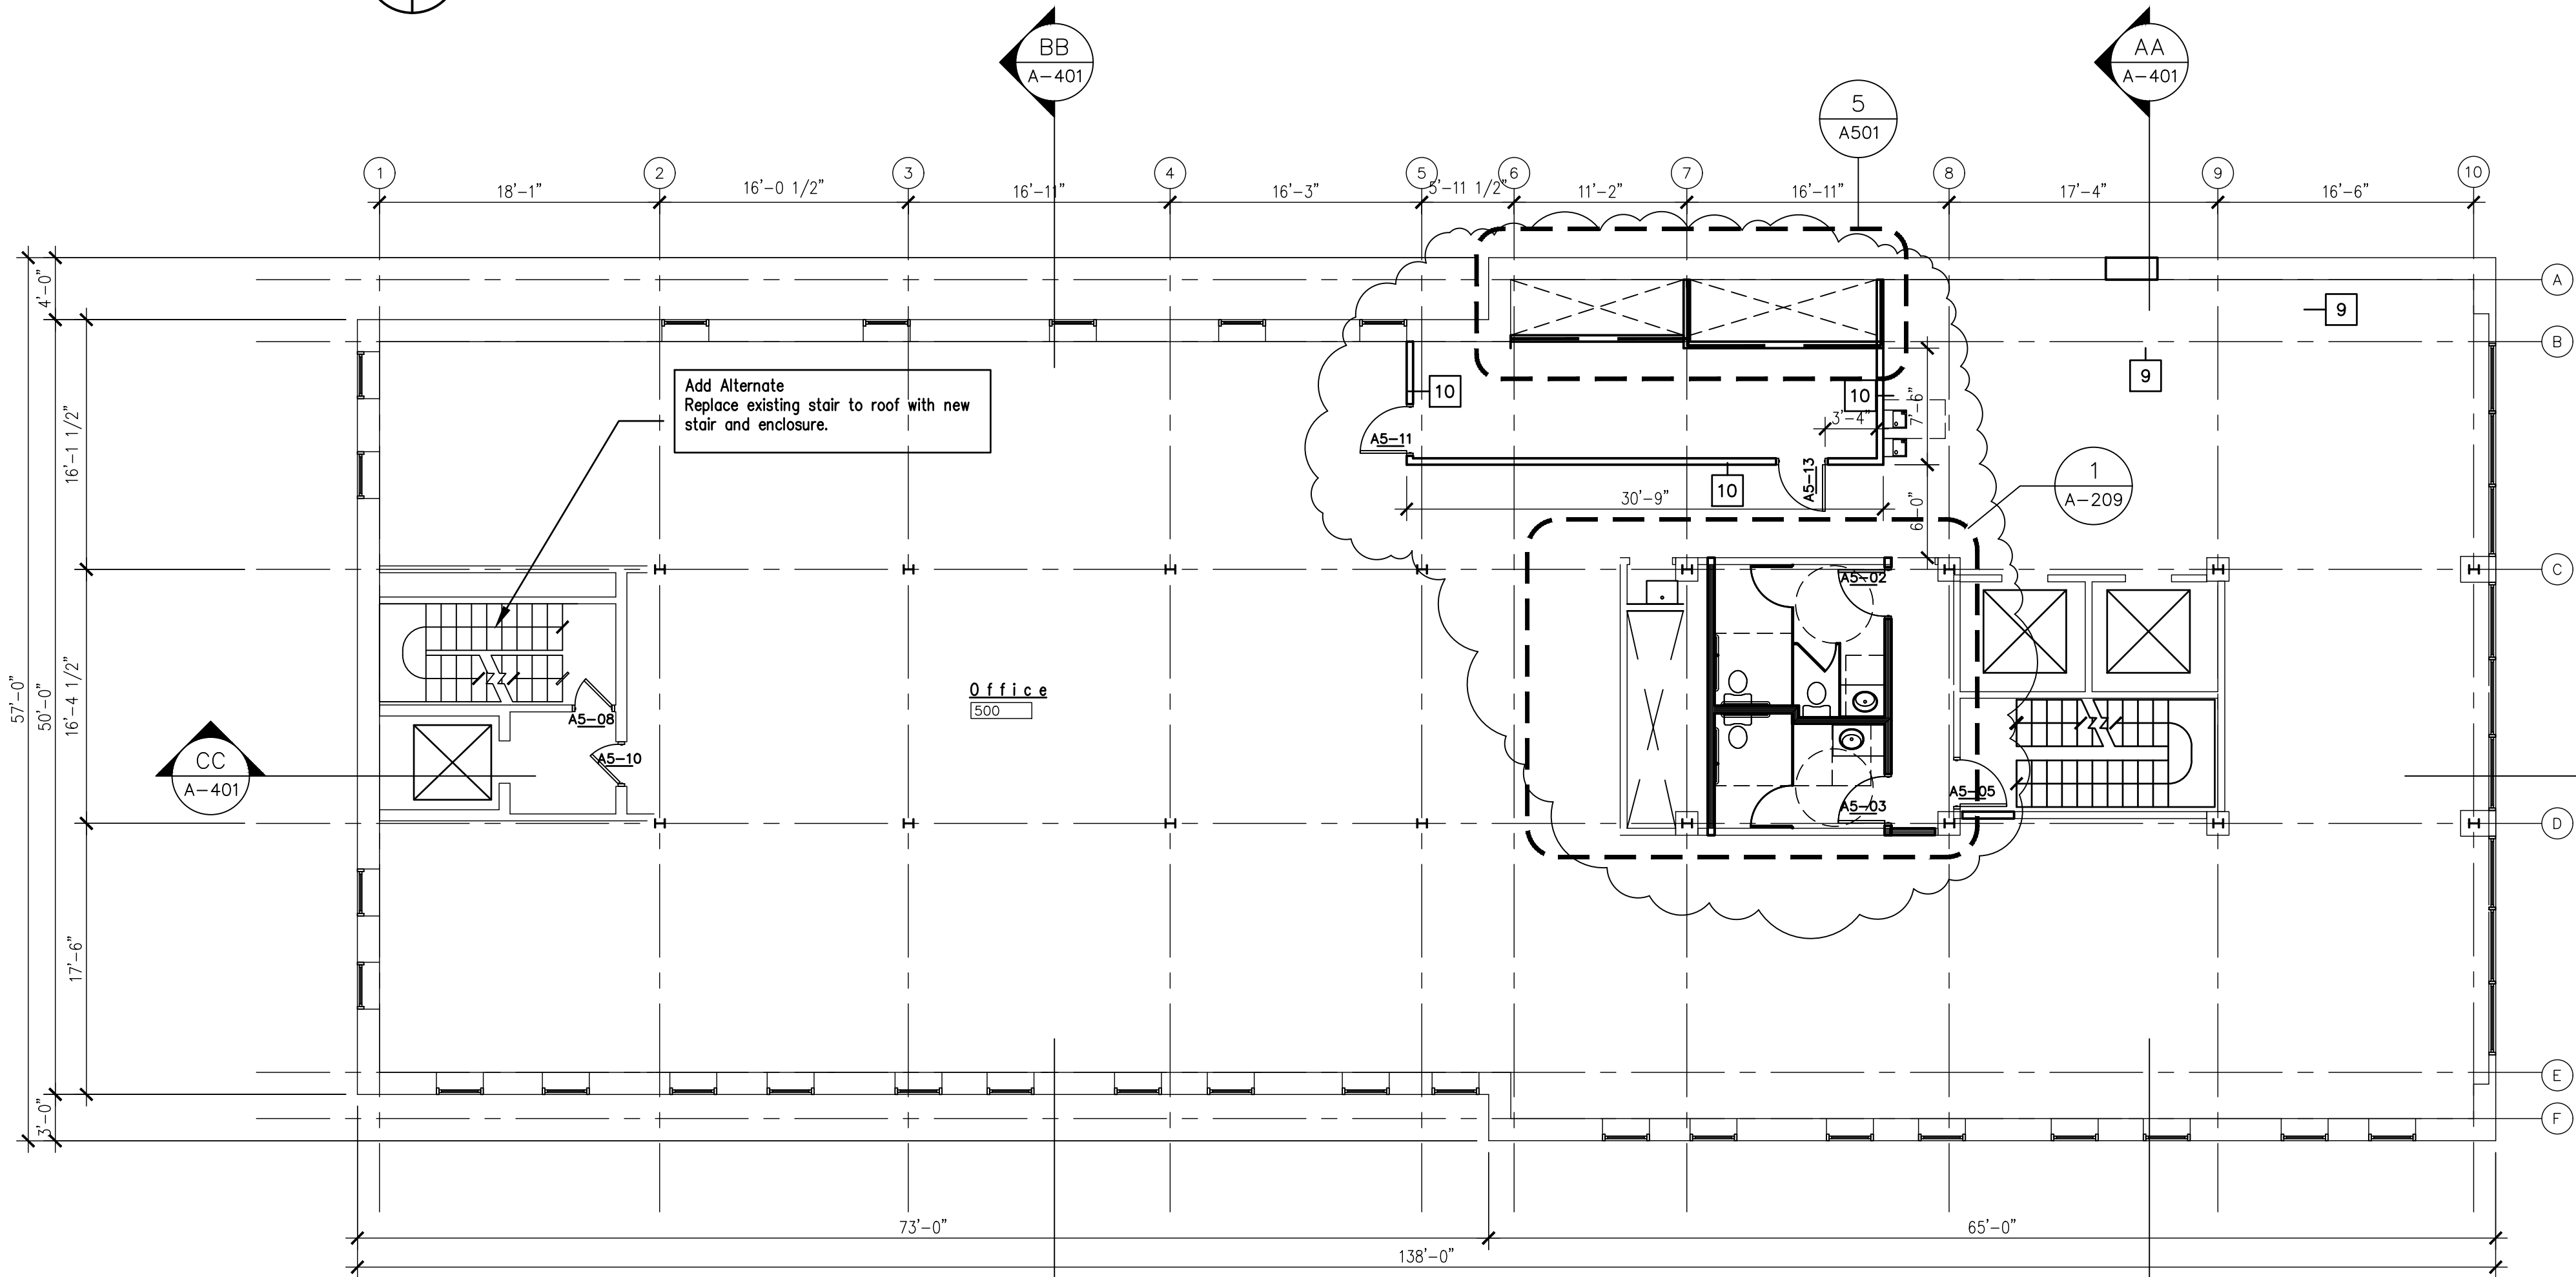 BB
A-401
AA
A-401
5
A501
1
2
3
4
5
6
7
8
9
10
18'-1"
16'-0 1/2"
16'-11"
16'-3"
5'-11 1/2"
11'-2"
16'-11"
17'-4"
16'-6"
A
B
C
D
E
F
57'-0"
50'-0"
4'-0"
16'-1 1/2"
16'-4 1/2"
17'-6"
3'-0"
Add Alternate
Replace existing stair to roof with new
stair and enclosure.
9
9
10
10
10
A5-11
A5-13
3'-4"
7'-6"
30'-9"
6'-0"
1
A-209
A5-02
A5-03
A5-05
A5-08
A5-10
Office
500
CC
A-401
73'-0"
65'-0"
138'-0"